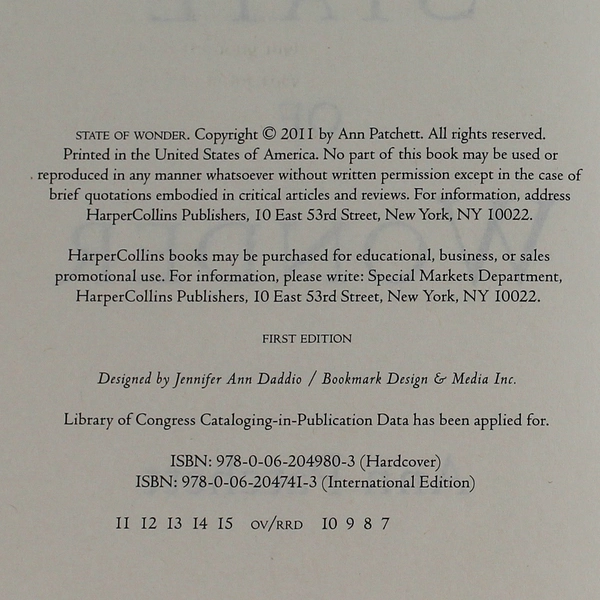 STATE OF WONDER. Copyright © 2011 by Ann Patchett. All rights reserved.
Printed in the United States of America. No part of this book may be used or
reproduced in any manner whatsoever without written permission except in the case of
brief quotations embodied in critical articles and reviews. For information, address
HarperCollins Publishers, 10 East 53rd Street, New York, NY 10022.
HarperCollins books may be purchased for educational, business, or sales
promotional use. For information, please write: Special Markets Department,
HarperCollins Publishers, 10 East 53rd Street, New York, NY 10022.
FIRST EDITION
Designed by Jennifer Ann Daddio / Bookmark Design & Media Inc.
Library of Congress Cataloging-in-Publication Data has been applied for.
ISBN: 978-0-06-204980-3 (Hardcover)
ISBN: 978-0-06-204741-3 (International Edition)
11 12 13 14 15 OV/RRD 10 9 8 7